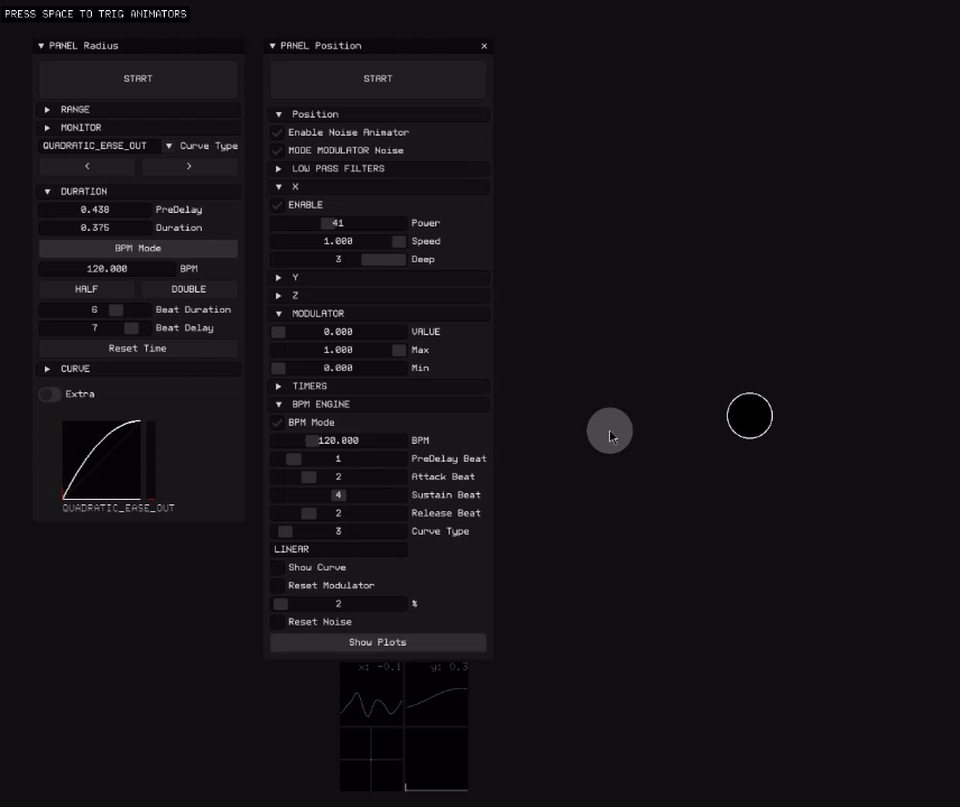 PRESS SPACE TO TRIG ANIMATORS
PANEL Radius
START
RANGE
MONITOR
QUADRATIC_EASE_OUT Curve Type
< >
DURATION
0.438 PreDelay
0.375 Duration
BPM Mode
120.000 BPM
HALF DOUBLE
6 Beat Duration
7 Beat Delay
Reset Time
CURVE
Extra
QUADRATIC_EASE_OUT
PANEL Position
START
Position
Enable Noise Animator
MODE MODULATOR Noise
LOW PASS FILTERS
X
ENABLE
41 Power
1.000 Speed
3 Deep
Y
Z
MODULATOR
0.000 VALUE
1.000 Max
0.000 Min
TIMERS
BPM ENGINE
BPM Mode
120.000 BPM
1 PreDelay Beat
2 Attack Beat
4 Sustain Beat
2 Release Beat
3 Curve Type
LINEAR
Show Curve
Reset Modulator
2 %
Reset Noise
Show Plots
x: -0.1 y: 0.3